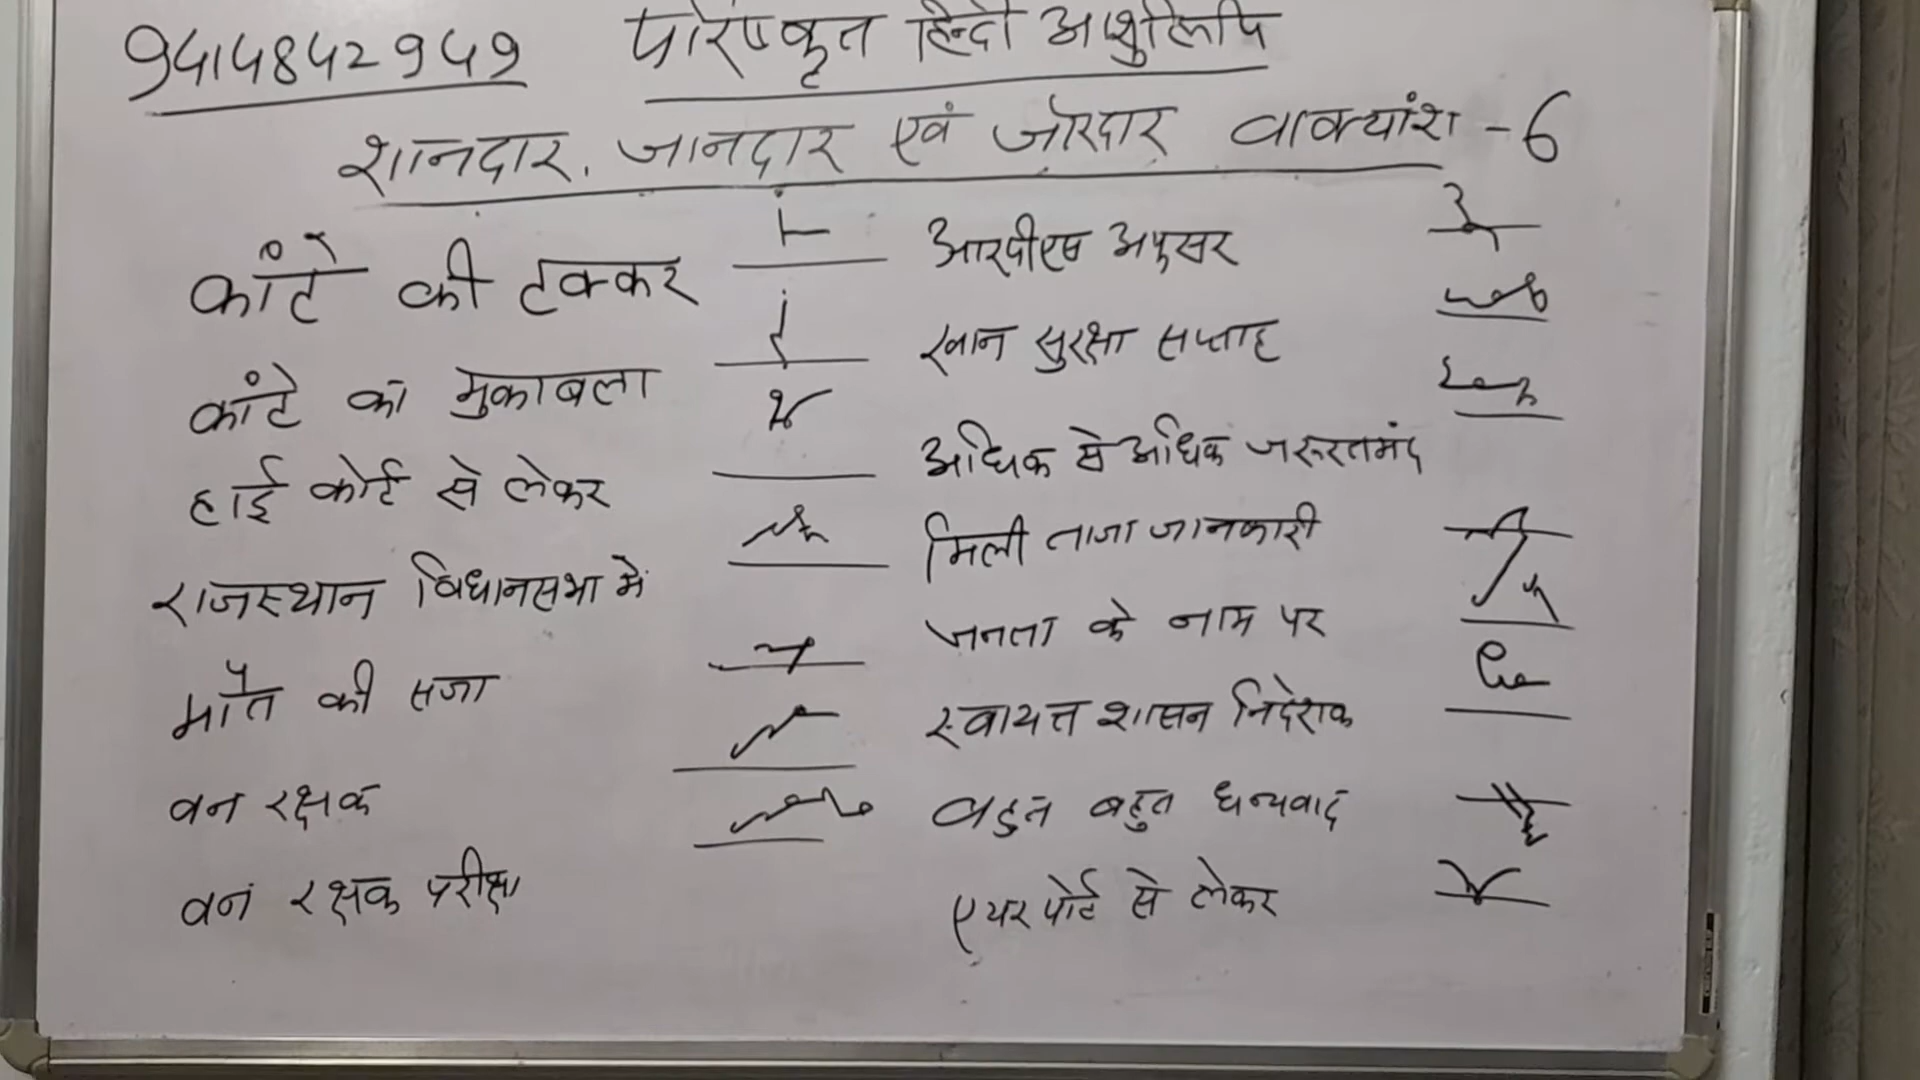 9414842949 परिष्कृत हिन्दी आशुलिपि
शानदार, जानदार एवं जोरदार वाक्यांश - 6
कांटे की टक्कर
कांटे का मुकाबला
हाई कोर्ट से लेकर
राजस्थान विधानसभा में
मौत की सजा
वन रक्षक
वन रक्षक परीक्षा
आरपीएस अफसर
खान सुरक्षा सप्ताह
अधिक से अधिक जरूरतमंद
मिली ताजा जानकारी
जनता के नाम पर
स्वायत्त शासन निदेशक
बहुत बहुत धन्यवाद
एयरपोर्ट से लेकर